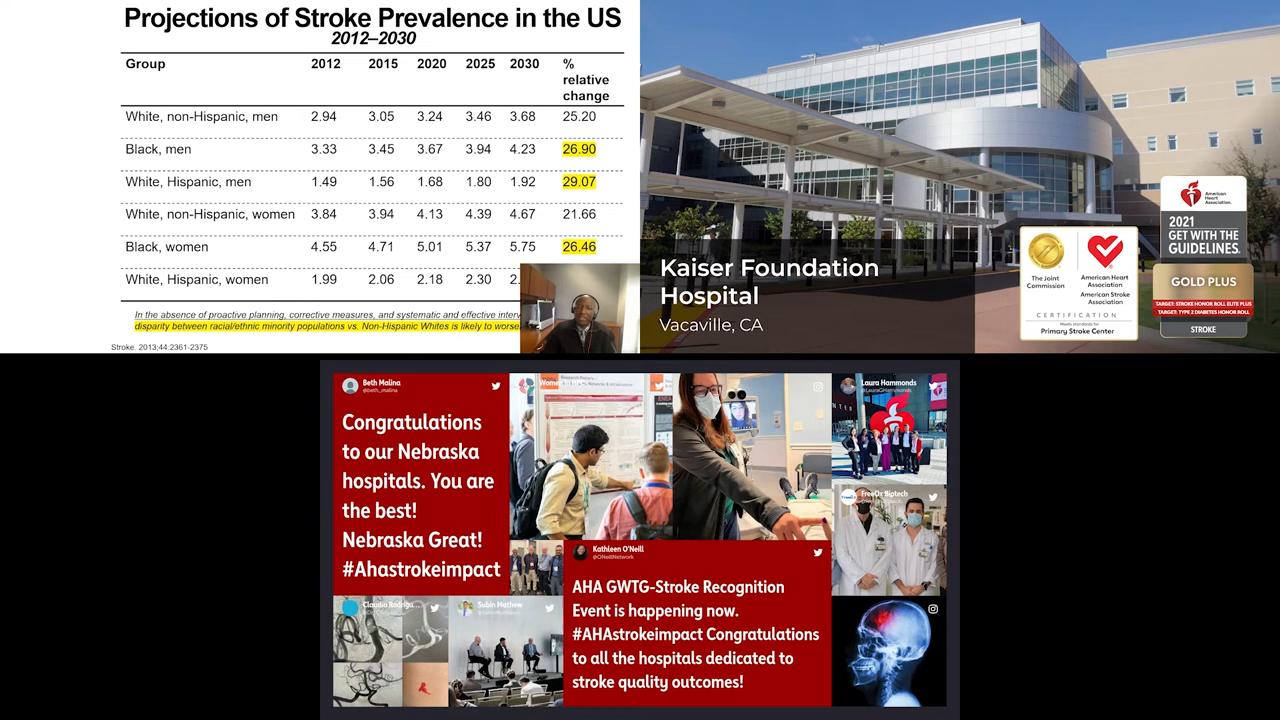 Projections of Stroke Prevalence in the US
2012–2030
Group 2012 2015 2020 2025 2030 % relative change
White, non-Hispanic, men 2.94 3.05 3.24 3.46 3.68 25.20
Black, men 3.33 3.45 3.67 3.94 4.23 26.90
White, Hispanic, men 1.49 1.56 1.68 1.80 1.92 29.07
White, non-Hispanic, women 3.84 3.94 4.13 4.39 4.67 21.66
Black, women 4.55 4.71 5.01 5.37 5.75 26.46
White, Hispanic, women 1.99 2.06 2.18 2.30 2.
In the absence of proactive planning, corrective measures, and systematic and effective
disparity between racial/ethnic minority populations vs. Non-Hispanic Whites is likely to
Stroke. 2013;44:2361-2375
Kaiser Foundation
Hospital
Vacaville, CA
The Joint
Commission
American Heart
Association
American Stroke
Association
CERTIFICATION
Meets standards for
Primary Stroke Center
American
Heart
Association.
2021
GET WITH THE
GUIDELINES.
GOLD PLUS
TARGET: STROKE HONOR ROLL ELITE PLUS
TARGET: TYPE 2 DIABETES HONOR ROLL
STROKE
Beth Malina
@beth_malina
Congratulations
to our Nebraska
hospitals. You are
the best!
Nebraska Great!
#Ahastrokeimpact
Laura Hammonds
FreeOx Biotech
Kathleen O'Neill
@ONeillNetwork
AHA GWTG-Stroke Recognition
Event is happening now.
#AHAstrokeimpact Congratulations
to all the hospitals dedicated to
stroke quality outcomes!
Subin Mathew